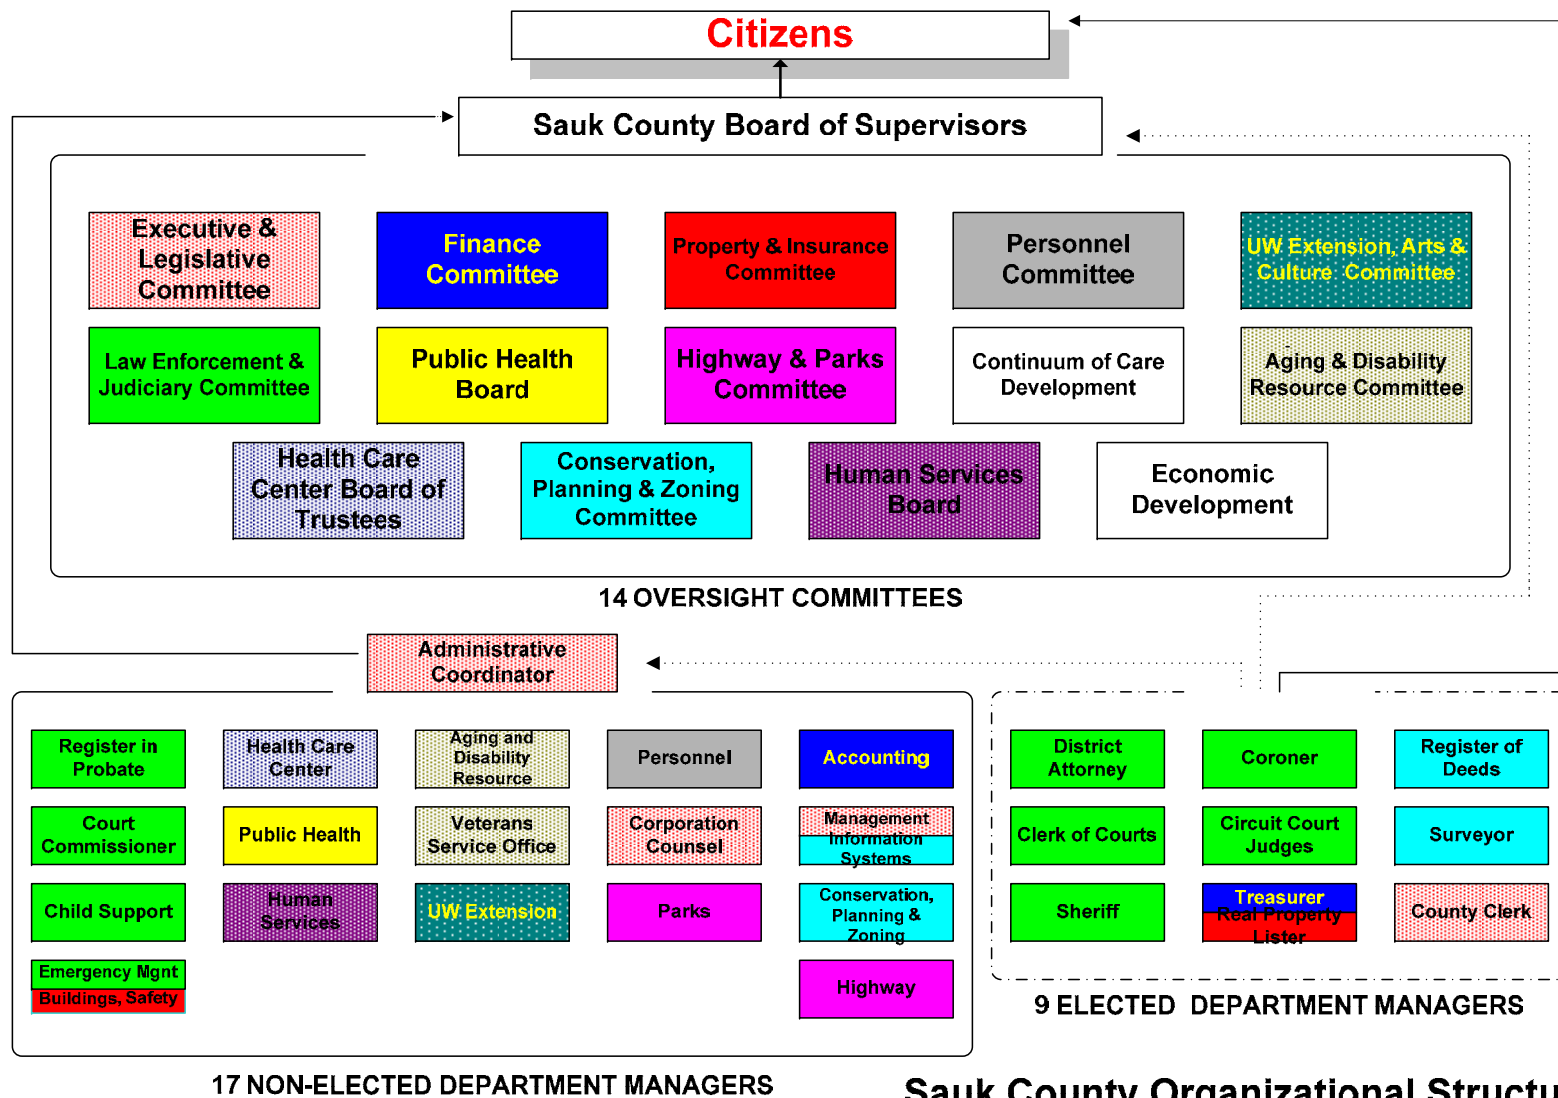 Citizens
Sauk County Board of Supervisors
Executive &
Legislative
Committee
Finance
Committee
Property & Insurance
Committee
Personnel
Committee
UW Extension, Arts &
Culture Committee
Law Enforcement &
Judiciary Committee
Public Health
Board
Highway & Parks
Committee
Continuum of Care
Development
Aging & Disability
Resource Committee
Health Care
Center Board of
Trustees
Conservation,
Planning & Zoning
Committee
Human Services
Board
Economic
Development
14 OVERSIGHT COMMITTEES
Administrative
Coordinator
Register in
Probate
Health Care
Center
Aging and
Disability
Resource
Personnel
Accounting
Court
Commissioner
Public Health
Veterans
Service Office
Corporation
Counsel
Management
Information
Systems
Child Support
Human
Services
UW Extension
Parks
Conservation,
Planning &
Zoning
Emergency Mgnt
Buildings, Safety
Highway
17 NON-ELECTED DEPARTMENT MANAGERS
District
Attorney
Coroner
Register of
Deeds
Clerk of Courts
Circuit Court
Judges
Surveyor
Sheriff
Treasurer
Real Property
Lister
County Clerk
9 ELECTED DEPARTMENT MANAGERS
Sauk County Organizational Structu